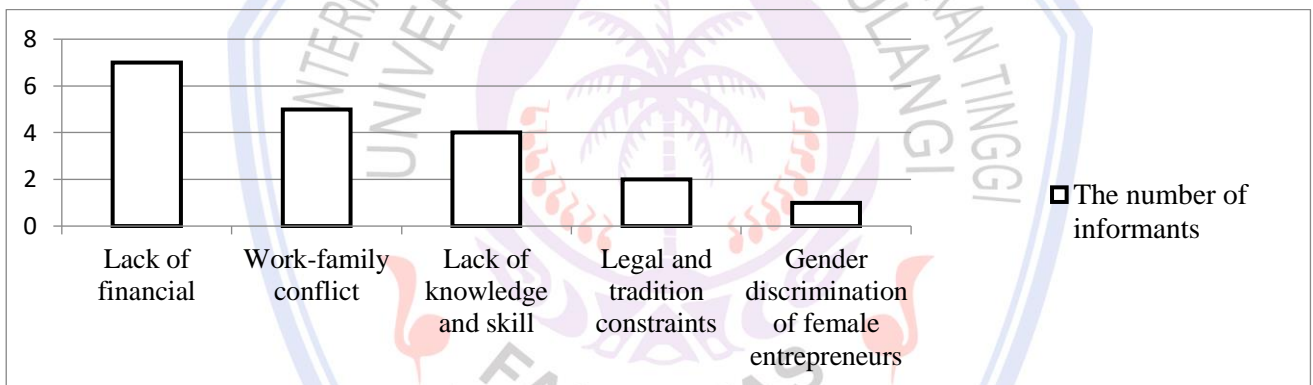 8
6
4
2
0
Lack of
financial
Work-family
conflict
Lack of
knowledge
and skill
Legal and
tradition
constraints
Gender
discrimination
of female
entrepreneurs
The number of
informants